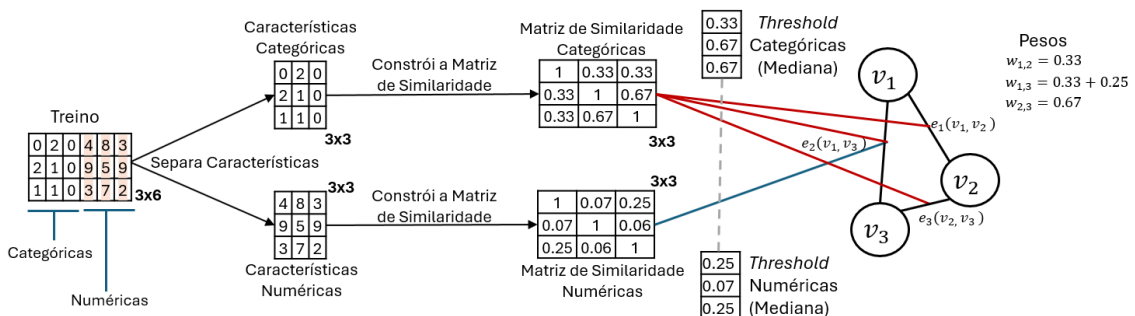 Treino
0 2 0 4 8 3
2 1 0 9 5 9
1 1 0 3 7 2
3x6
Categóricas
Numéricas
Separa Características
Características
Categóricas
0 2 0
2 1 0
1 1 0
3x3
Constrói a Matriz
de Similaridade
Matriz de Similaridade
Categóricas
1 0.33 0.33
0.33 1 0.67
0.33 0.67 1
3x3
3x3
4 8 3
9 5 9
3 7 2
Características
Numéricas
Constrói a Matriz
de Similaridade
3x3
1 0.07 0.25
0.07 1 0.06
0.25 0.06 1
Matriz de Similaridade
Numéricas
0.33
0.67
0.67
Threshold
Categóricas
(Mediana)
0.25
0.07
0.25
Threshold
Numéricas
(Mediana)
v₁
v₂
v₃
e₁(v₁, v₂)
e₂(v₁, v₃)
e₃(v₂, v₃)
Pesos
w₁,₂ = 0.33
w₁,₃ = 0.33 + 0.25
w₂,₃ = 0.67